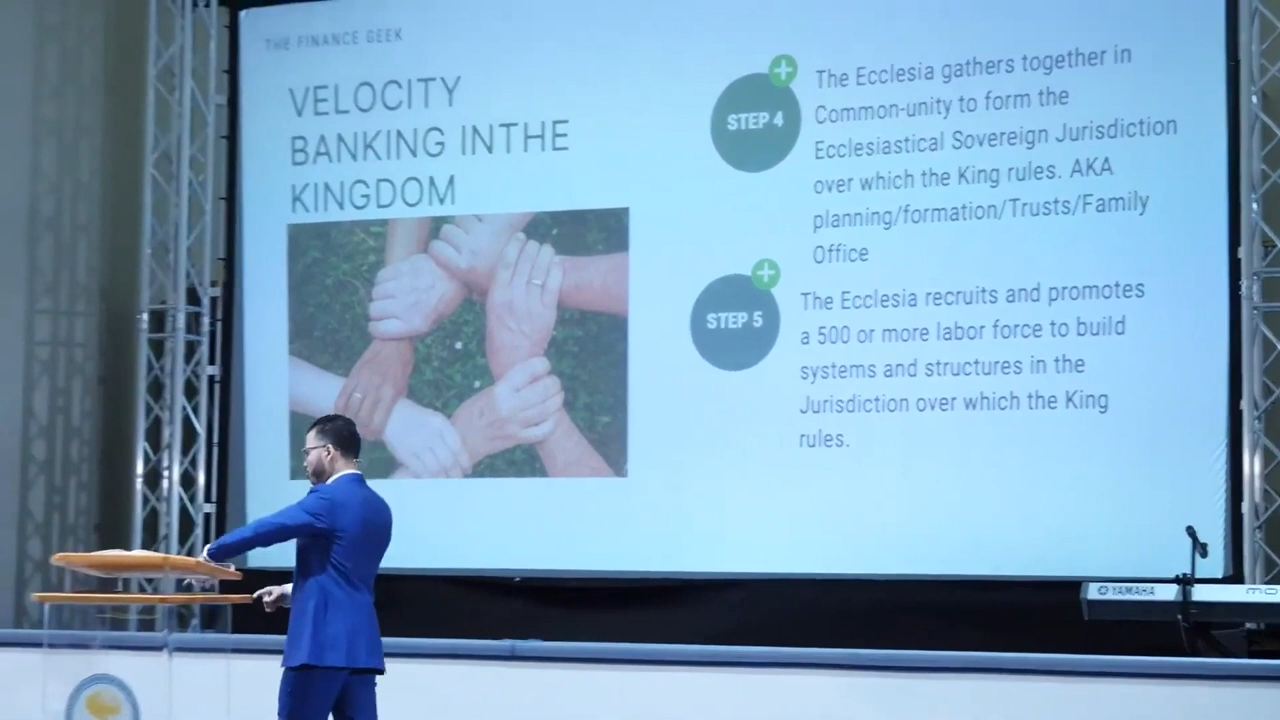 THE FINANCE GEEK
VELOCITY
BANKING INTHE
KINGDOM
STEP 4
The Ecclesia gathers together in
Common-unity to form the
Ecclesiastical Sovereign Jurisdiction
over which the King rules. AKA
planning/formation/Trusts/Family
Office
STEP 5
The Ecclesia recruits and promotes
a 500 or more labor force to build
systems and structures in the
Jurisdiction over which the King
rules.
YAMAHA